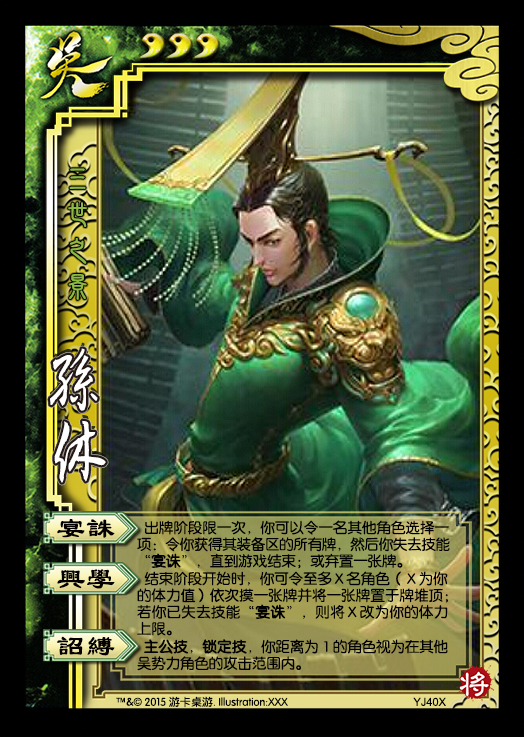 吴
三世之景
孫休
宴誅
出牌阶段限一次，你可以令一名其他角色选择一
项：令你获得其装备区的所有牌，然后你失去技能
“宴诛”，直到游戏结束；或弃置一张牌。
興學
结束阶段开始时，你可令至多X名角色（X为你
的体力值）依次摸一张牌并将一张牌置于牌堆顶；
若你已失去技能“宴诛”，则将X改为你的体力
上限。
詔縛
主公技，锁定技，你距离为1的角色视为在其他
吴势力角色的攻击范围内。
将
™&© 2015 游卡桌游. Illustration:XXX
YJ40X